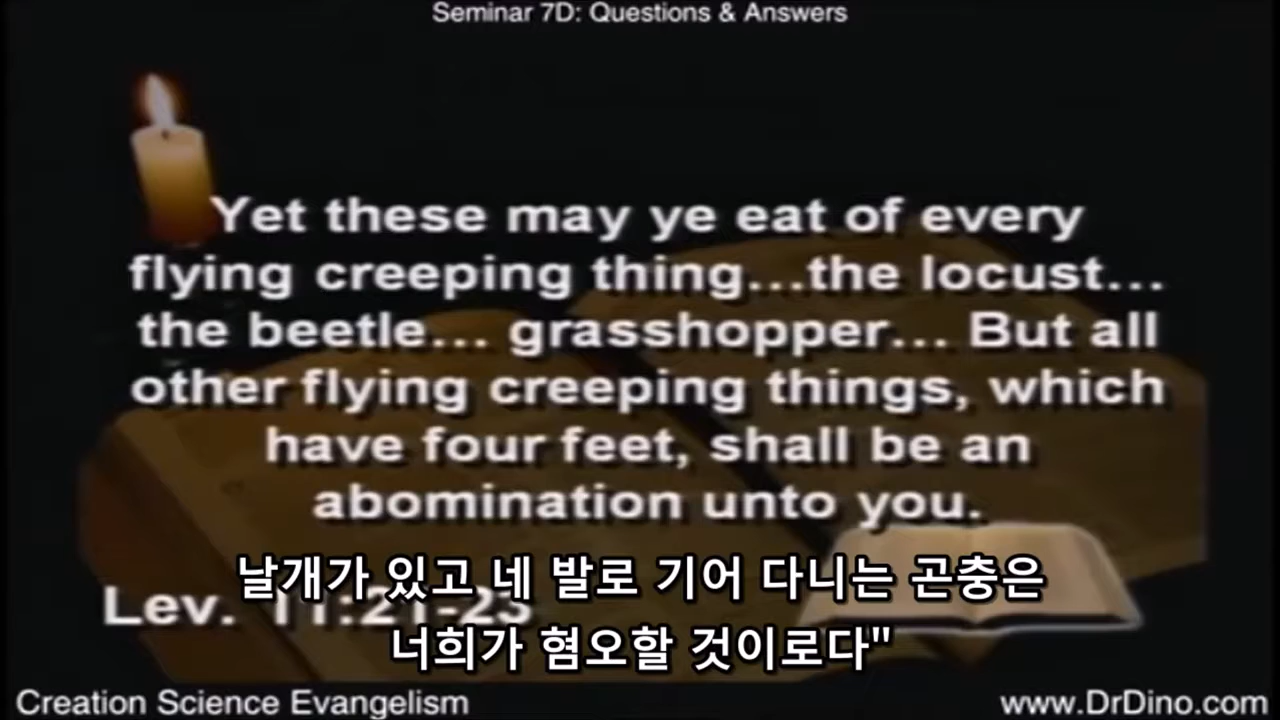 Seminar 7D: Questions & Answers
Yet these may ye eat of every
flying creeping thing...the locust...
the beetle... grasshopper... But all
other flying creeping things, which
have four feet, shall be an
abomination unto you.
날개가 있고 네 발로 기어 다니는 곤충은
Lev. 11:21-23
너희가 혐오할 것이로다"
Creation Science Evangelism
www.DrDino.com